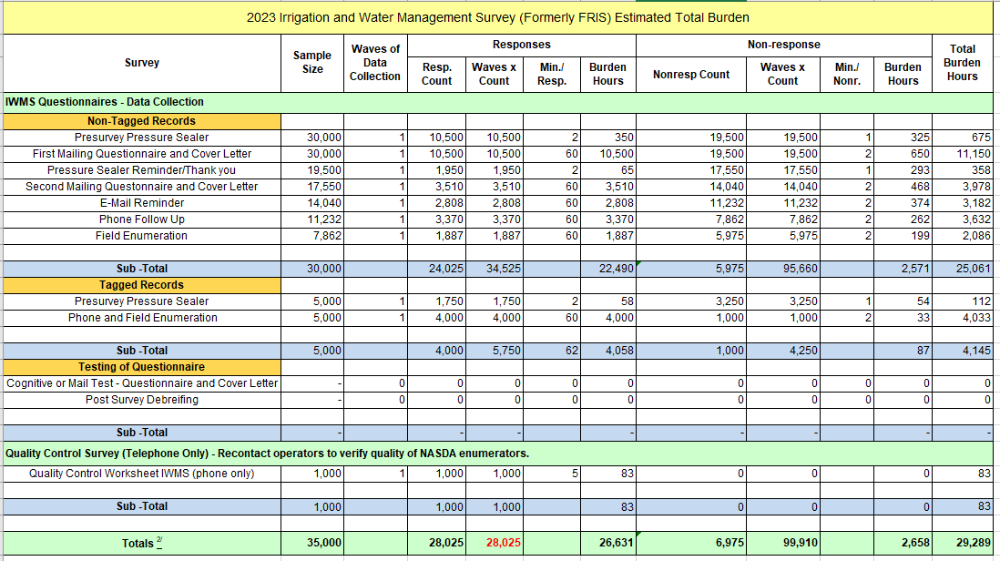 2023 Irrigation and Water Management Survey (Formerly FRIS) Estimated Total Burden
Survey Sample Size Waves of Data Collection Responses Non-response Total Burden Hours
Resp. Count Waves x Count Min./ Resp. Burden Hours Nonresp Count Waves x Count Min./ Nonr. Burden Hours
IWMS Questionnaires - Data Collection
Non-Tagged Records
Presurvey Pressure Sealer 30,000 1 10,500 10,500 2 350 19,500 19,500 1 325 675
First Mailing Questionnaire and Cover Letter 30,000 1 10,500 10,500 60 10,500 19,500 19,500 2 650 11,150
Pressure Sealer Reminder/Thank you 19,500 1 1,950 1,950 2 65 17,550 17,550 1 293 358
Second Mailing Questonnaire and Cover Letter 17,550 1 3,510 3,510 60 3,510 14,040 14,040 2 468 3,978
E-Mail Reminder 14,040 1 2,808 2,808 60 2,808 11,232 11,232 2 374 3,182
Phone Follow Up 11,232 1 3,370 3,370 60 3,370 7,862 7,862 2 262 3,632
Field Enumeration 7,862 1 1,887 1,887 60 1,887 5,975 5,975 2 199 2,086
Sub -Total 30,000 24,025 34,525 22,490 5,975 95,660 2,571 25,061
Tagged Records
Presurvey Pressure Sealer 5,000 1 1,750 1,750 2 58 3,250 3,250 1 54 112
Phone and Field Enumeration 5,000 1 4,000 4,000 60 4,000 1,000 1,000 2 33 4,033
Sub -Total 5,000 4,000 5,750 62 4,058 1,000 4,250 87 4,145
Testing of Questionnaire
Cognitive or Mail Test - Questionnaire and Cover Letter - 0 0 0 0 0 0 0 0 0 0
Post Survey Debreifing - 0 0 0 0 0 0 0 0 0 0
Sub -Total - - - - - - - -
Quality Control Survey (Telephone Only) - Recontact operators to verify quality of NASDA enumerators.
Quality Control Worksheet IWMS (phone only) 1,000 1 1,000 1,000 5 83 0 0 0 83
Sub -Total 1,000 1,000 1,000 83 0 0 0 83
Totals 2/ 35,000 28,025 28,025 26,631 6,975 99,910 2,658 29,289